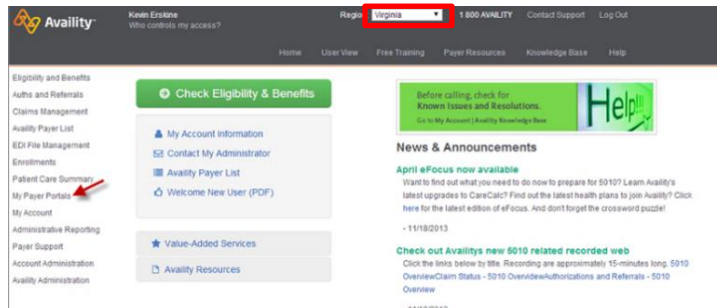 Availity
Kevin Erskine
Who controls my access?
Regio
Virginia
1 800 AVAILITY
Contact Support
Log Out
Home
User View
Free Training
Payer Resources
Knowledge Base
Help
Eligibility and Benefits
Auths and Referrals
Claims Management
Availity Payer List
EDI File Management
Enrollments
Patient Care Summary
My Payer Portals
My Account
Administrative Reporting
Payer Support
Account Administration
Availity Administration
Check Eligibility & Benefits
My Account Information
Contact My Administrator
Availity Payer List
Welcome New User (PDF)
Value-Added Services
Availity Resources
Before calling, check for
Known Issues and Resolutions.
Go to My Account | Availity Knowledge Base
Help!!!
News & Announcements
April eFocus now available
Want to find out what you need to do now to prepare for 5010? Learn Availity's
latest upgrades to CareCalc? Find out the latest health plans to join Availity? Click
here for the latest edition of eFocus. And don't forget the crossword puzzle!
- 11/18/2013
Check out Availitys new 5010 related recorded web
Click the links below by title. Recording are approximately 15-minutes long. 5010
OverviewClaim Status - 5010 OvervidewAuthorizations and Referrals - 5010
Overview